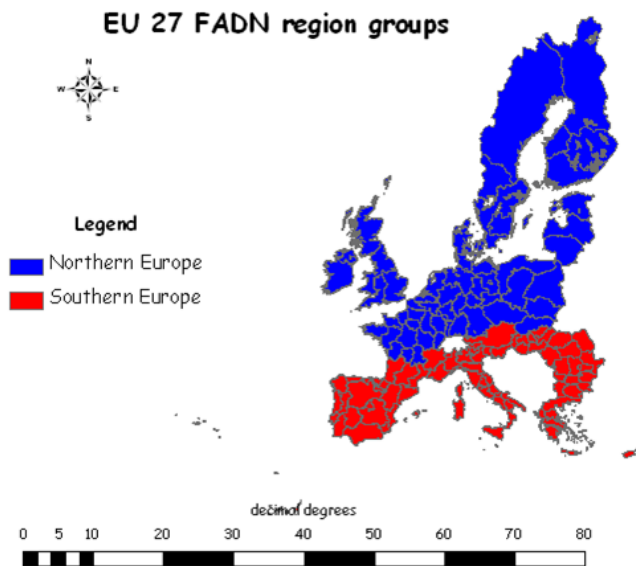 EU 27 FADN region groups
N
W E
S
Legend
Northern Europe
Southern Europe
decimal degrees
0 5 10 20 30 40 50 60 70 80